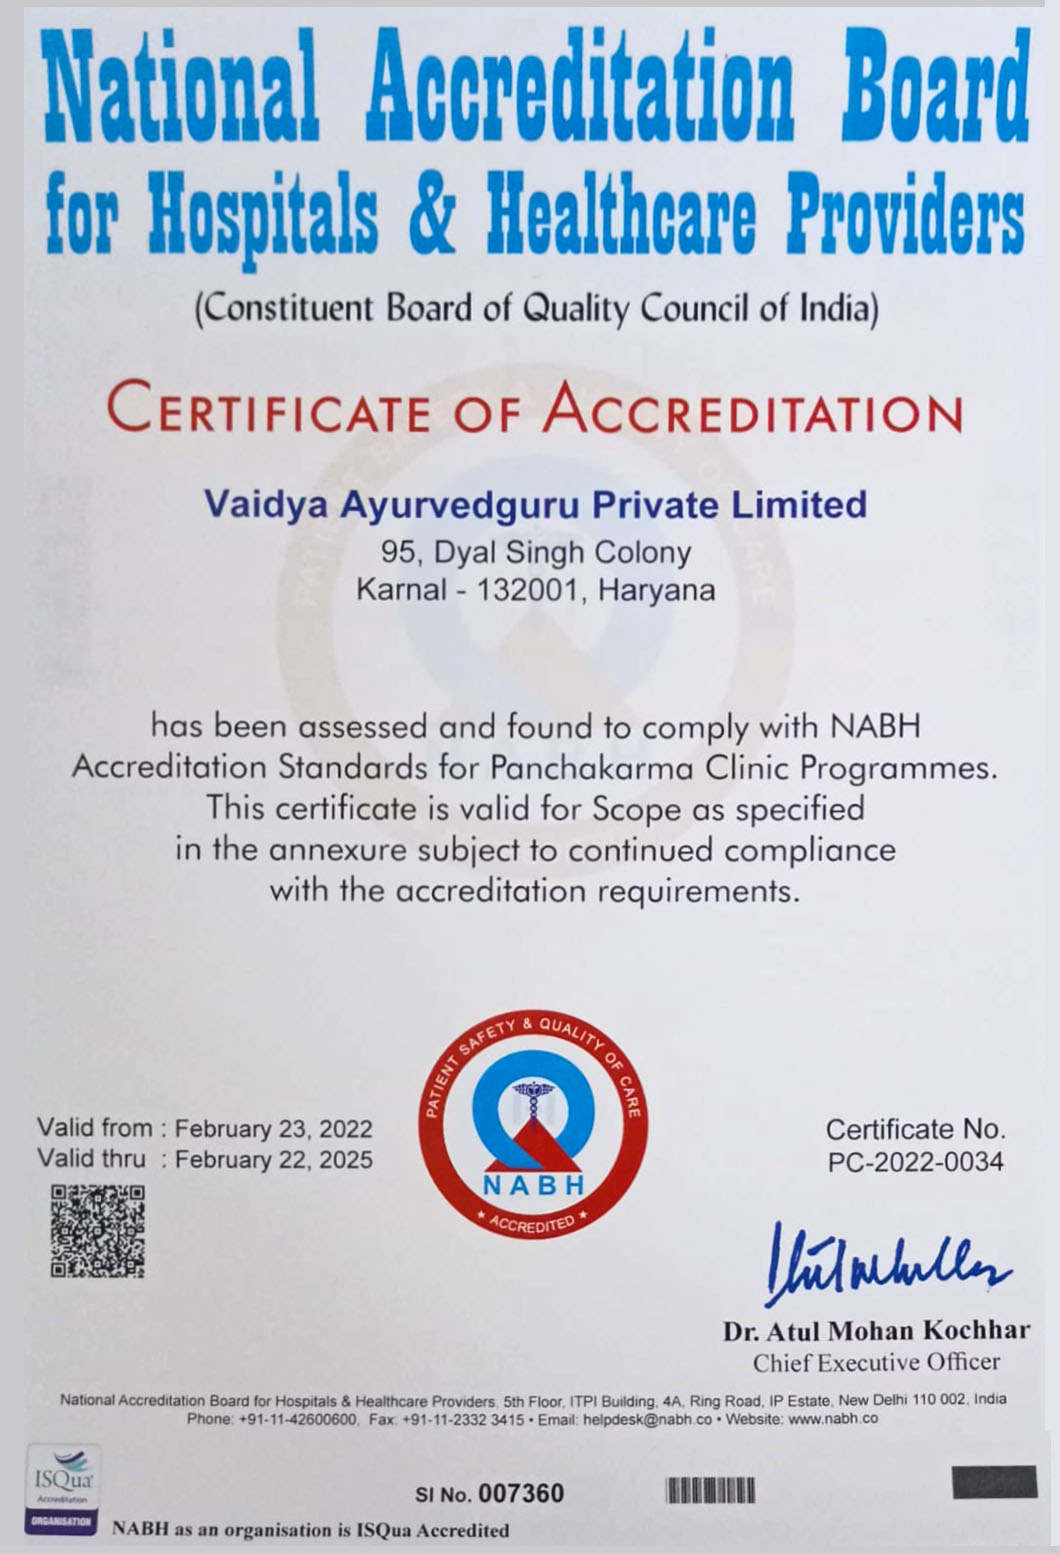 National Accreditation Board
for Hospitals & Healthcare Providers
(Constituent Board of Quality Council of India)
CERTIFICATE OF ACCREDITATION
Vaidya Ayurvedguru Private Limited
95, Dyal Singh Colony
Karnal - 132001, Haryana
has been assessed and found to comply with NABH
Accreditation Standards for Panchakarma Clinic Programmes.
This certificate is valid for Scope as specified
in the annexure subject to continued compliance
with the accreditation requirements.
PATIENT SAFETY & QUALITY OF CARE
NABH
★ ACCREDITED ★
Valid from : February 23, 2022
Valid thru : February 22, 2025
Certificate No.
PC-2022-0034
Dr. Atul Mohan Kochhar
Chief Executive Officer
National Accreditation Board for Hospitals & Healthcare Providers, 5th Floor, ITPI Building, 4A, Ring Road, IP Estate, New Delhi 110 002, India
Phone: +91-11-42600600, Fax: +91-11-2332 3415 • Email: helpdesk@nabh.co • Website: www.nabh.co
ISQua
Accreditation
ORGANISATION
SI No. 007360
NABH as an organisation is ISQua Accredited